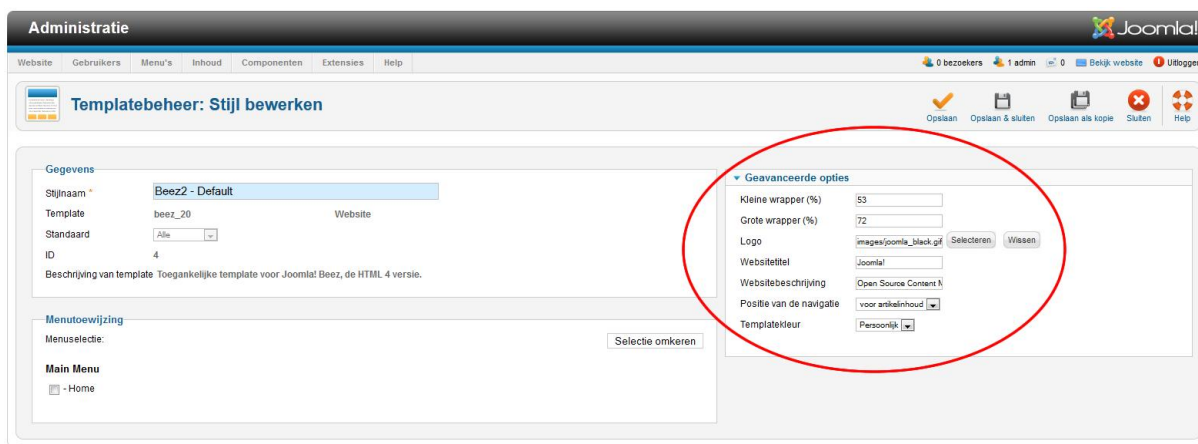 Administratie
Joomla!
Website Gebruikers Menu's Inhoud Componenten Extensies Help 0 bezoekers 1 admin 0 Bekijk website Uitloggen
Templatebeheer: Stijl bewerken
Opslaan Opslaan & sluiten Opslaan als kopie Sluiten Help
Gegevens
Stijlnaam * Beez2 - Default
Template beez_20 Website
Standaard Alle
ID 4
Beschrijving van template Toegankelijke template voor Joomla! Beez, de HTML 4 versie.
Menutoewijzing
Menuselectie: Selectie omkeren
Main Menu
- Home
Geavanceerde opties
Kleine wrapper (%) 53
Grote wrapper (%) 72
Logo images/joomla_black.gif Selecteren Wissen
Websitetitel Joomla!
Websitebeschrijving Open Source Content M
Positie van de navigatie voor artikelinhoud
Templatekleur Persoonlijk